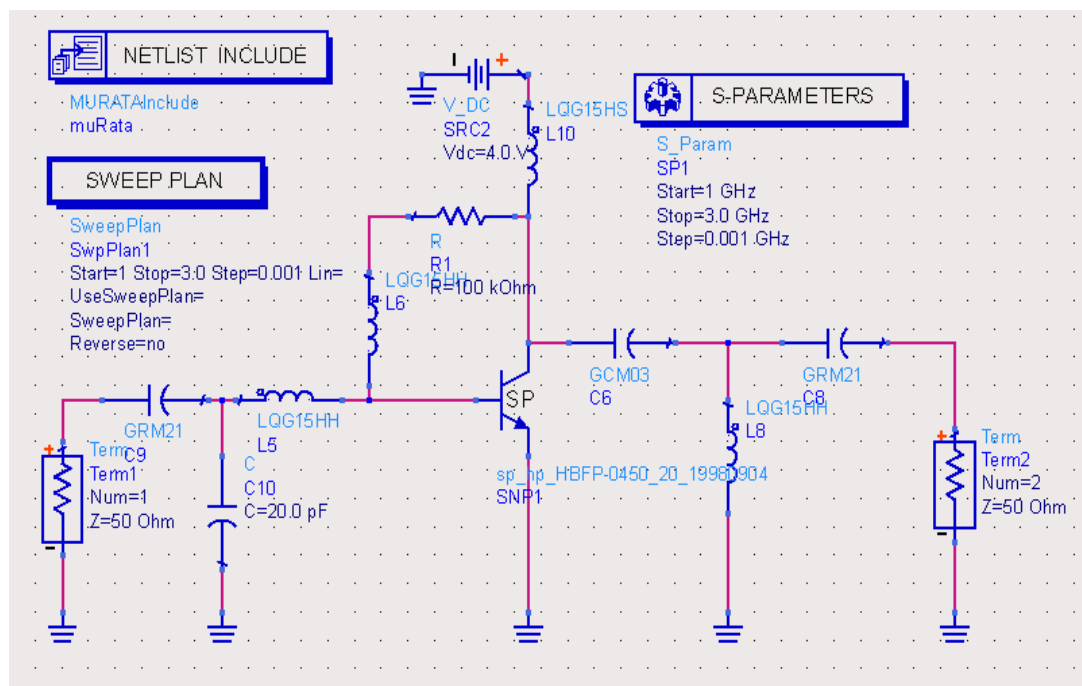 NETLIST INCLUDE
MURATAInclude
muRata
SWEEP PLAN
SweepPlan
SwpPlan1
Start=1 Stop=3.0 Step=0.001 Lin=
UseSweepPlan=
SweepPlan=
Reverse=no
V_DC
SRC2
Vdc=4.0 V
LQG15HS
L10
S-PARAMETERS
S_Param
SP1
Start=1 GHz
Stop=3.0 GHz
Step=0.001 GHz
R
R1
R=100 kOhm
LQG15HH
L6
GRM21
C9
LQG15HH
L5
Term
Term1
Num=1
Z=50 Ohm
C
C10
C=20.0 pF
SP
sp_hp_HBFP-0450_20_19980904
SNP1
GCM03
C6
GRM21
C8
LQG15HH
L8
Term
Term2
Num=2
Z=50 Ohm